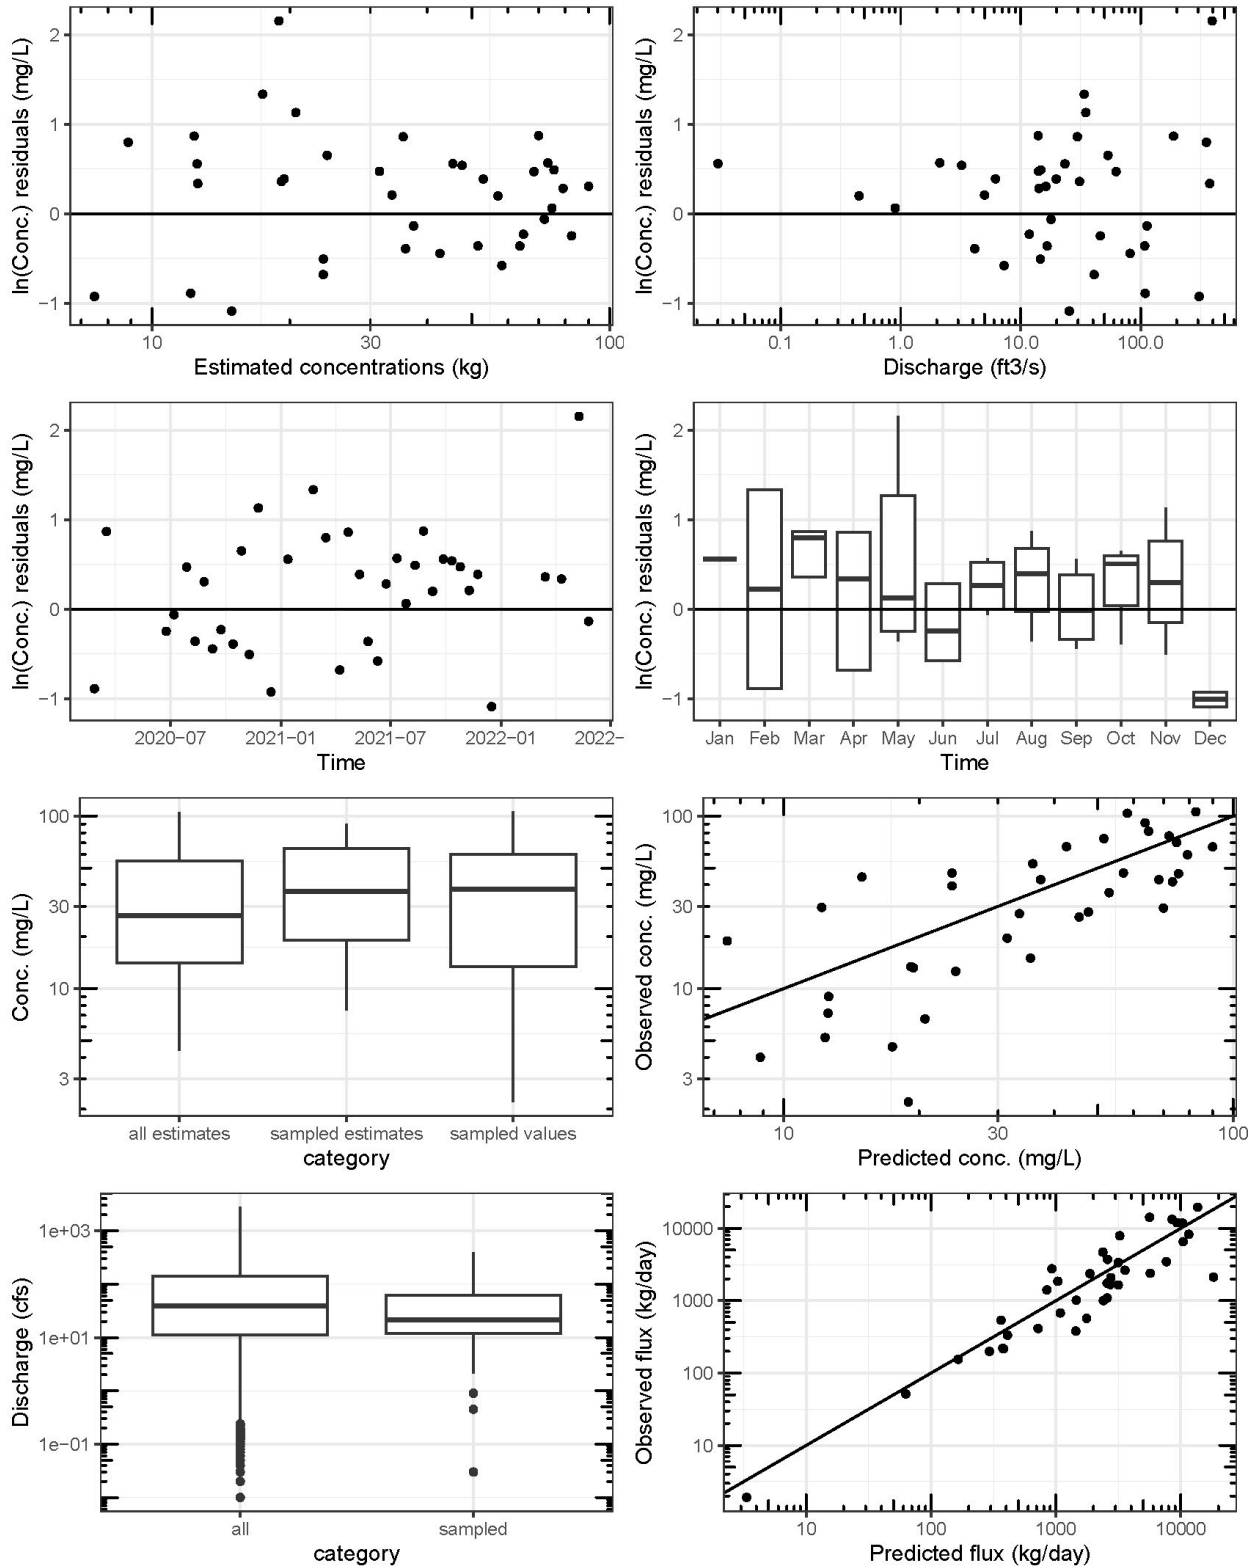 2
1
0
−1
ln(Conc.) residuals (mg/L)
10
30
100
Estimated concentrations (kg)
2
1
0
−1
ln(Conc.) residuals (mg/L)
0.1
1.0
10.0
100.0
Discharge (ft3/s)
2
1
0
−1
ln(Conc.) residuals (mg/L)
2020−07
2021−01
2021−07
2022−01
2022−
Time
2
1
0
−1
ln(Conc.) residuals (mg/L)
Jan Feb Mar Apr May Jun Jul Aug Sep Oct Nov Dec
Time
100
30
10
3
Conc. (mg/L)
all estimates
sampled estimates
sampled values
category
100
30
10
3
Observed conc. (mg/L)
10
30
100
Predicted conc. (mg/L)
1e+03
1e+01
1e−01
Discharge (cfs)
all
sampled
category
10000
1000
100
10
Observed flux (kg/day)
10
100
1000
10000
Predicted flux (kg/day)